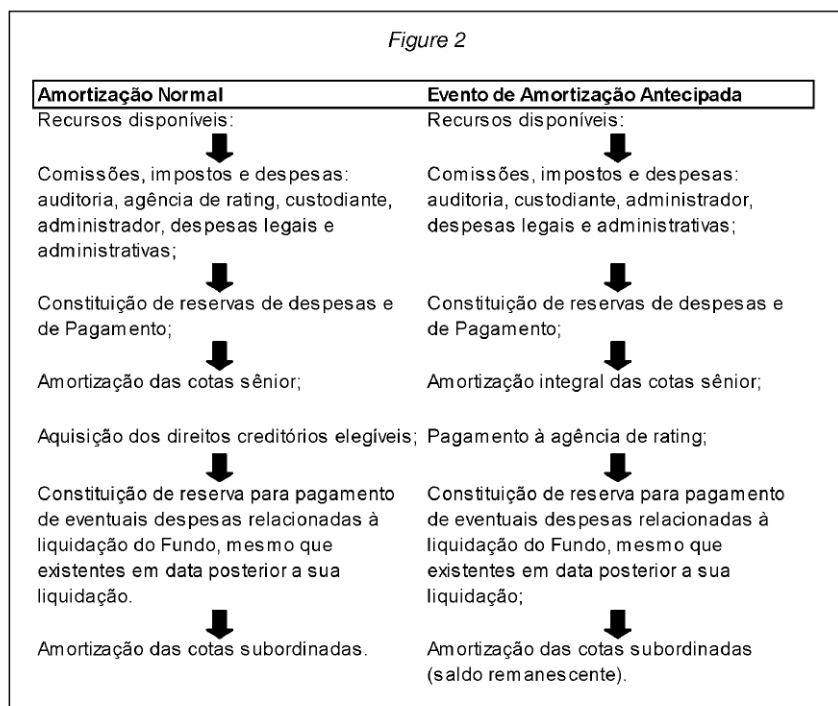 Figure 2
Amortização Normal
Evento de Amortização Antecipada
Recursos disponíveis:
Comissões, impostos e despesas:
auditoria, agência de rating, custodiante,
administrador, despesas legais e
administrativas;
Constituição de reservas de despesas e
de Pagamento;
Amortização das cotas sênior;
Aquisição dos direitos creditórios elegíveis;
Constituição de reserva para pagamento
de eventuais despesas relacionadas à
liquidação do Fundo, mesmo que
existentes em data posterior a sua
liquidação.
Amortização das cotas subordinadas.
Recursos disponíveis:
Comissões, impostos e despesas:
auditoria, custodiante, administrador,
despesas legais e administrativas;
Constituição de reservas de despesas e
de Pagamento;
Amortização integral das cotas sênior;
Pagamento à agência de rating;
Constituição de reserva para pagamento
de eventuais despesas relacionadas à
liquidação do Fundo, mesmo que
existentes em data posterior a sua
liquidação;
Amortização das cotas subordinadas
(saldo remanescente).